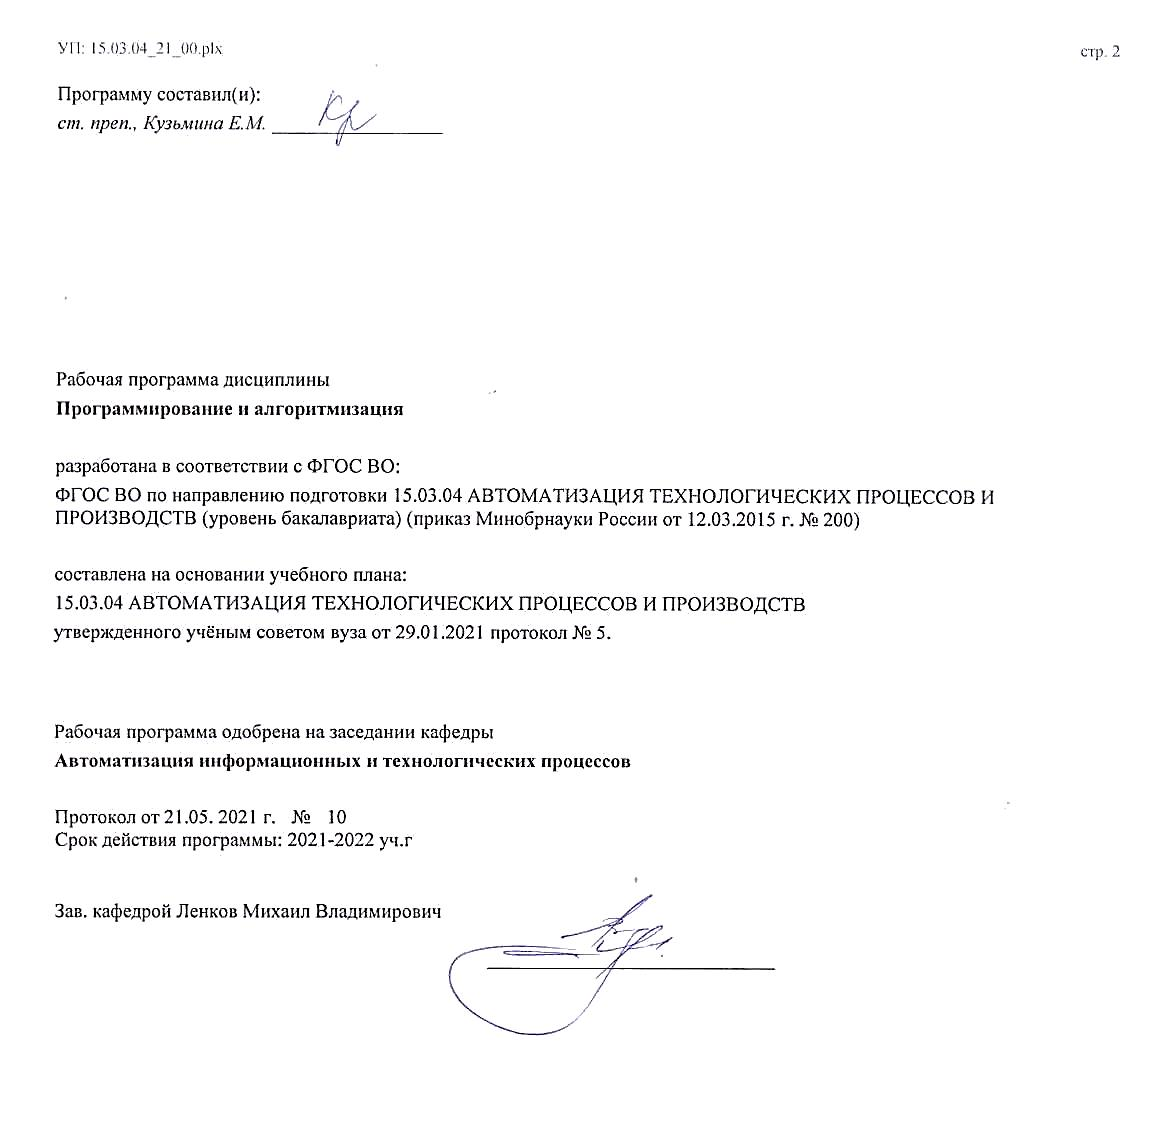 УП: 15.03.04_21_00.plx
стр. 2
Программу составил(и):
ст. преп., Кузьмина Е.М.
Рабочая программа дисциплины
Программирование и алгоритмизация
разработана в соответствии с ФГОС ВО:
ФГОС ВО по направлению подготовки 15.03.04 АВТОМАТИЗАЦИЯ ТЕХНОЛОГИЧЕСКИХ ПРОЦЕССОВ И
ПРОИЗВОДСТВ (уровень бакалавриата) (приказ Минобрнауки России от 12.03.2015 г. № 200)
составлена на основании учебного плана:
15.03.04 АВТОМАТИЗАЦИЯ ТЕХНОЛОГИЧЕСКИХ ПРОЦЕССОВ И ПРОИЗВОДСТВ
утвержденного учёным советом вуза от 29.01.2021 протокол № 5.
Рабочая программа одобрена на заседании кафедры
Автоматизация информационных и технологических процессов
Протокол от 21.05. 2021 г. № 10
Срок действия программы: 2021-2022 уч.г
Зав. кафедрой Ленков Михаил Владимирович